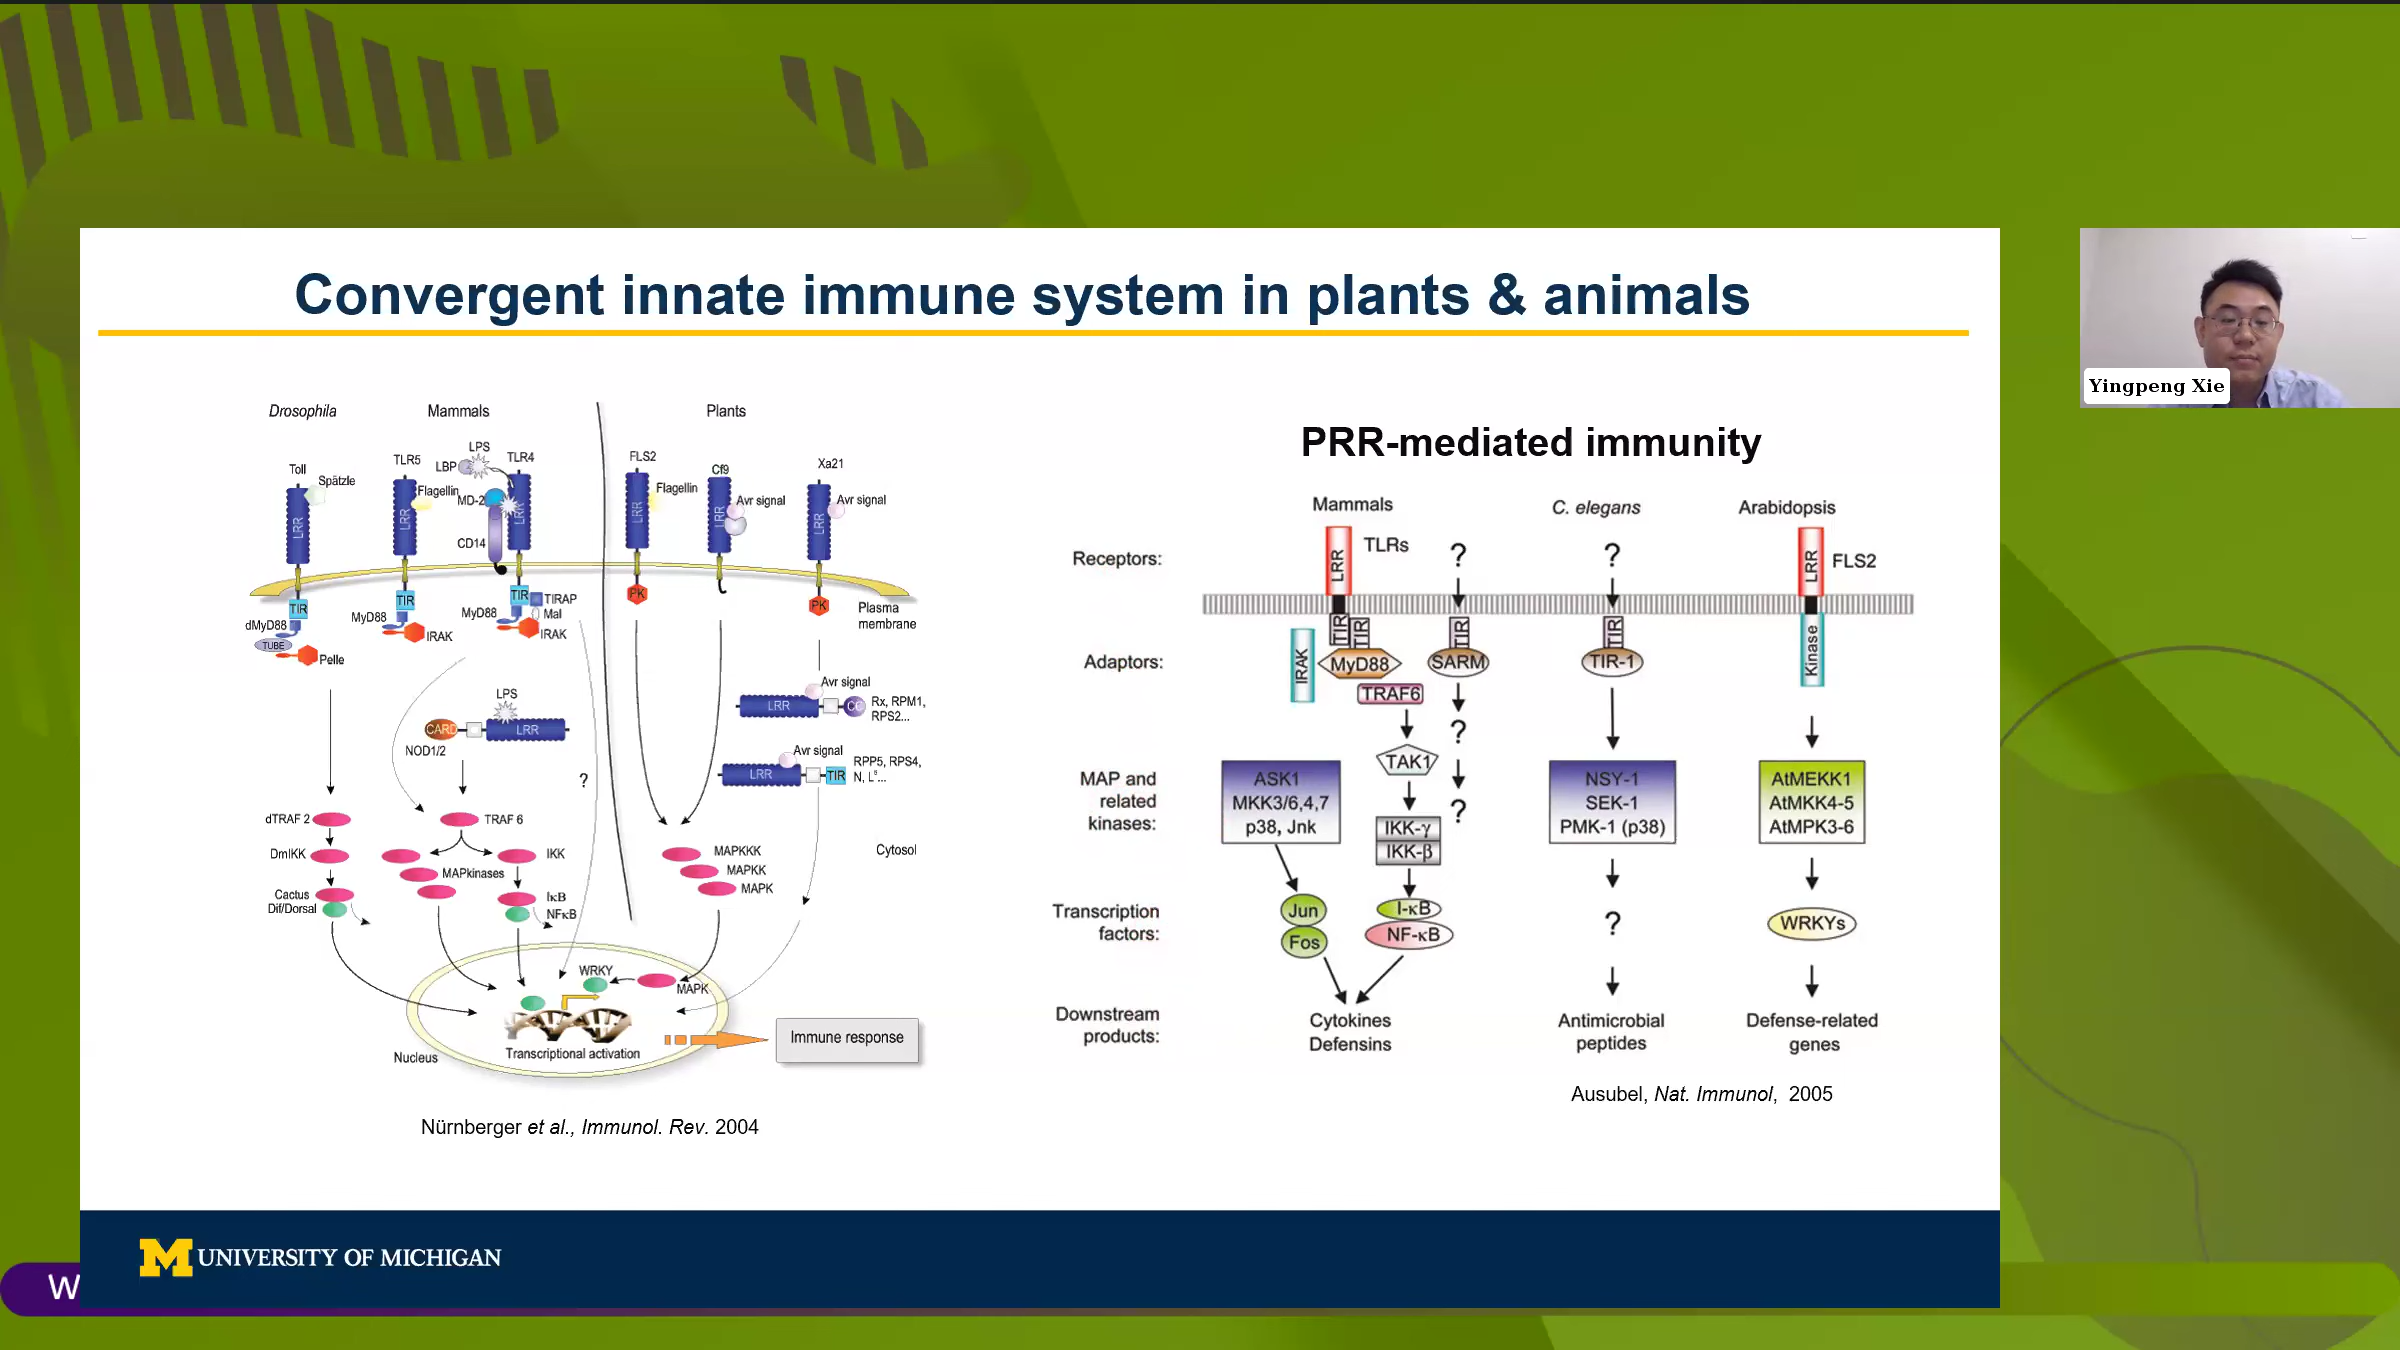 Convergent innate immune system in plants & animals
Yingpeng Xie
Drosophila
Mammals
Plants
Toll
Spätzle
LRR
TIR
dMyD88
TUBE
Pelle
TLR5
Flagellin
LRR
TIR
MyD88
IRAK
LPS
LBP
TLR4
MD-2
LRR
CD14
TIR
TIRAP
Mal
MyD88
IRAK
FLS2
Flagellin
LRR
PK
Cf9
Avr signal
LRR
Xa21
Avr signal
LRR
PK
Plasma
membrane
LPS
CARD
LRR
NOD1/2
?
Avr signal
LRR
CC
Rx, RPM1,
RPS2...
Avr signal
LRR
TIR
RPP5, RPS4,
N, L⁶...
dTRAF 2
DmIKK
Cactus
Dif/Dorsal
TRAF 6
MAPkinases
IKK
IκB
NFκB
MAPKKK
MAPKK
MAPK
Cytosol
WRKY
MAPK
Nucleus
Transcriptional activation
Immune response
Nürnberger et al., Immunol. Rev. 2004
PRR-mediated immunity
Mammals
C. elegans
Arabidopsis
Receptors:
LRR
TLRs
?
?
LRR
FLS2
Adaptors:
IRAK
TIR
TIR
MyD88
TRAF6
TIR
SARM
TIR
TIR-1
Kinase
MAP and
related
kinases:
ASK1
MKK3/6,4,7
p38, Jnk
TAK1
IKK-γ
IKK-β
?
?
NSY-1
SEK-1
PMK-1 (p38)
AtMEKK1
AtMKK4-5
AtMPK3-6
Transcription
factors:
Jun
Fos
I-κB
NF-κB
?
WRKYs
Downstream
products:
Cytokines
Defensins
Antimicrobial
peptides
Defense-related
genes
Ausubel, Nat. Immunol, 2005
M UNIVERSITY OF MICHIGAN
W